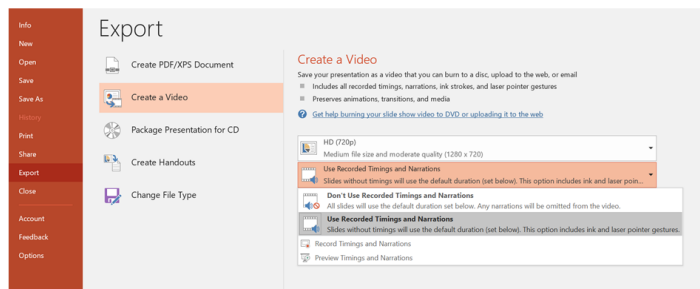 Info
New
Open
Save
Save As
History
Print
Share
Export
Close
Account
Feedback
Options
Export
Create PDF/XPS Document
Create a Video
Package Presentation for CD
Create Handouts
Change File Type
Create a Video
Save your presentation as a video that you can burn to a disc, upload to the web, or email
Includes all recorded timings, narrations, ink strokes, and laser pointer gestures
Preserves animations, transitions, and media
Get help burning your slide show video to DVD or uploading it to the web
HD (720p)
Medium file size and moderate quality (1280 x 720)
Use Recorded Timings and Narrations
Slides without timings will use the default duration (set below). This option includes ink and laser poin...
Don't Use Recorded Timings and Narrations
All slides will use the default duration set below. Any narrations will be omitted from the video.
Use Recorded Timings and Narrations
Slides without timings will use the default duration (set below). This option includes ink and laser pointer gestures.
Record Timings and Narrations
Preview Timings and Narrations